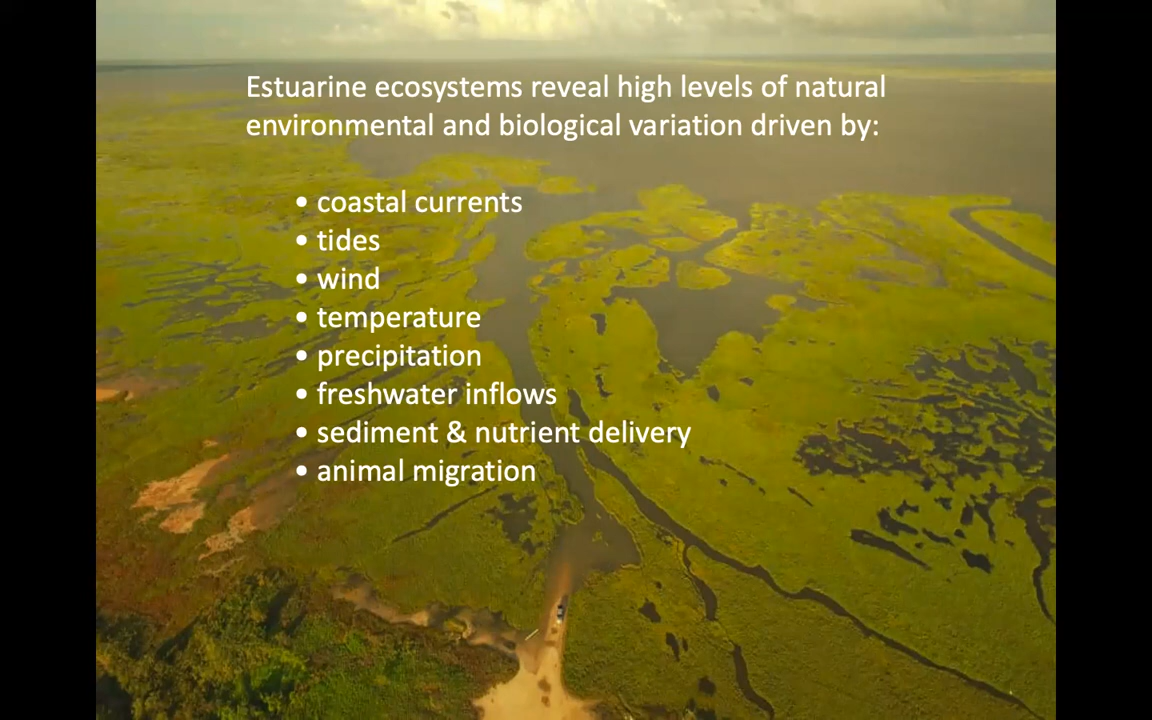 Estuarine ecosystems reveal high levels of natural
environmental and biological variation driven by:
• coastal currents
• tides
• wind
• temperature
• precipitation
• freshwater inflows
• sediment & nutrient delivery
• animal migration